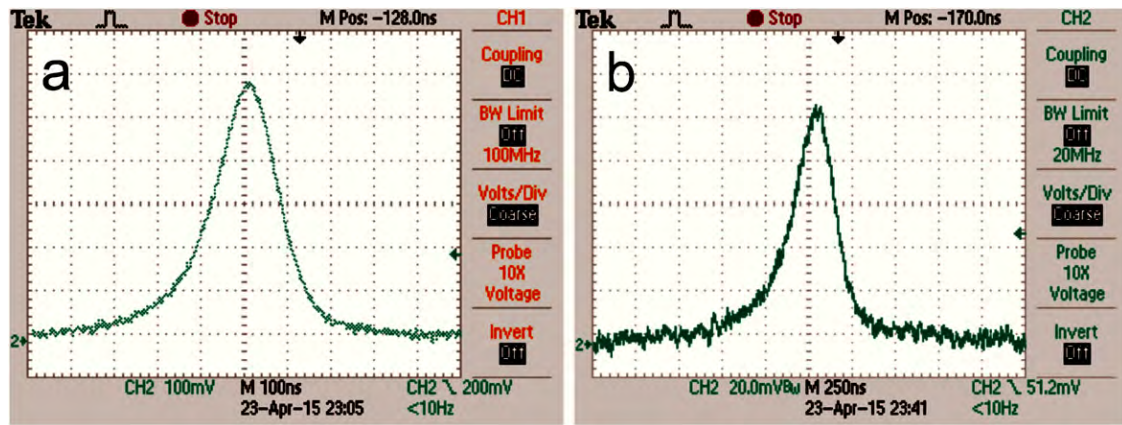 Tek Stop M Pos: -128.0ns CH1
a
Coupling
DC
BW Limit
Off
100MHz
Volts/Div
Coarse
Probe
10X
Voltage
Invert
Off
2
CH2 100mV M 100ns CH2 200mV
23-Apr-15 23:05 <10Hz
Tek Stop M Pos: -170.0ns CH2
b
Coupling
DC
BW Limit
Off
20MHz
Volts/Div
Coarse
Probe
10X
Voltage
Invert
Off
2
CH2 20.0mVBW M 250ns CH2 51.2mV
23-Apr-15 23:41 <10Hz